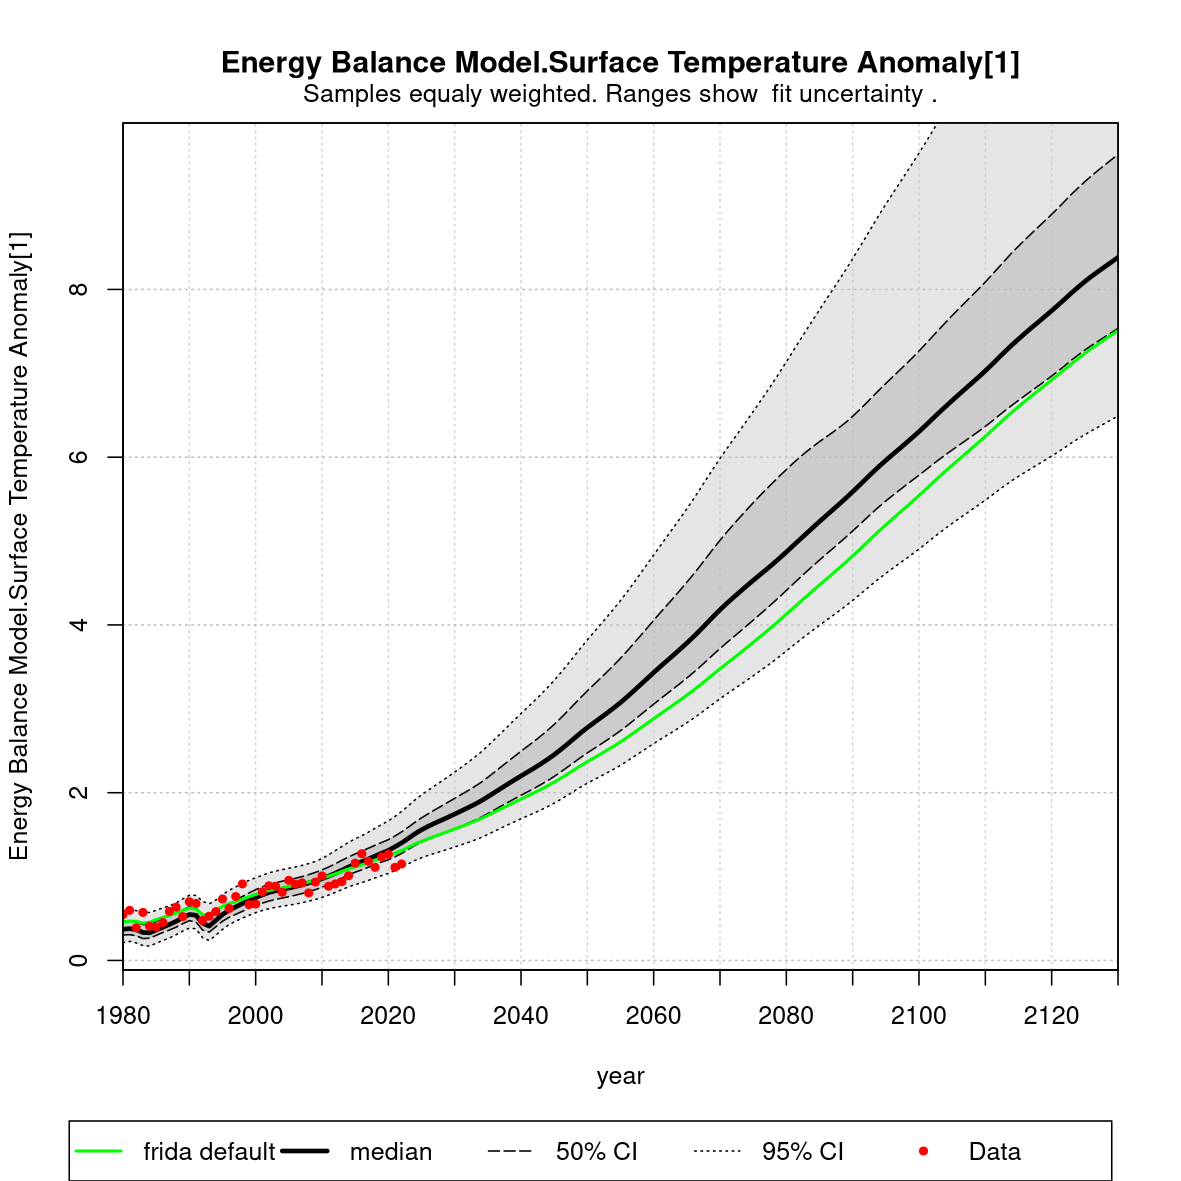 Energy Balance Model.Surface Temperature Anomaly[1]
Samples equaly weighted. Ranges show  fit uncertainty .
Energy Balance Model.Surface Temperature Anomaly[1]
8
6
4
2
0
1980 2000 2020 2040 2060 2080 2100 2120
year
frida default median 50% CI 95% CI Data